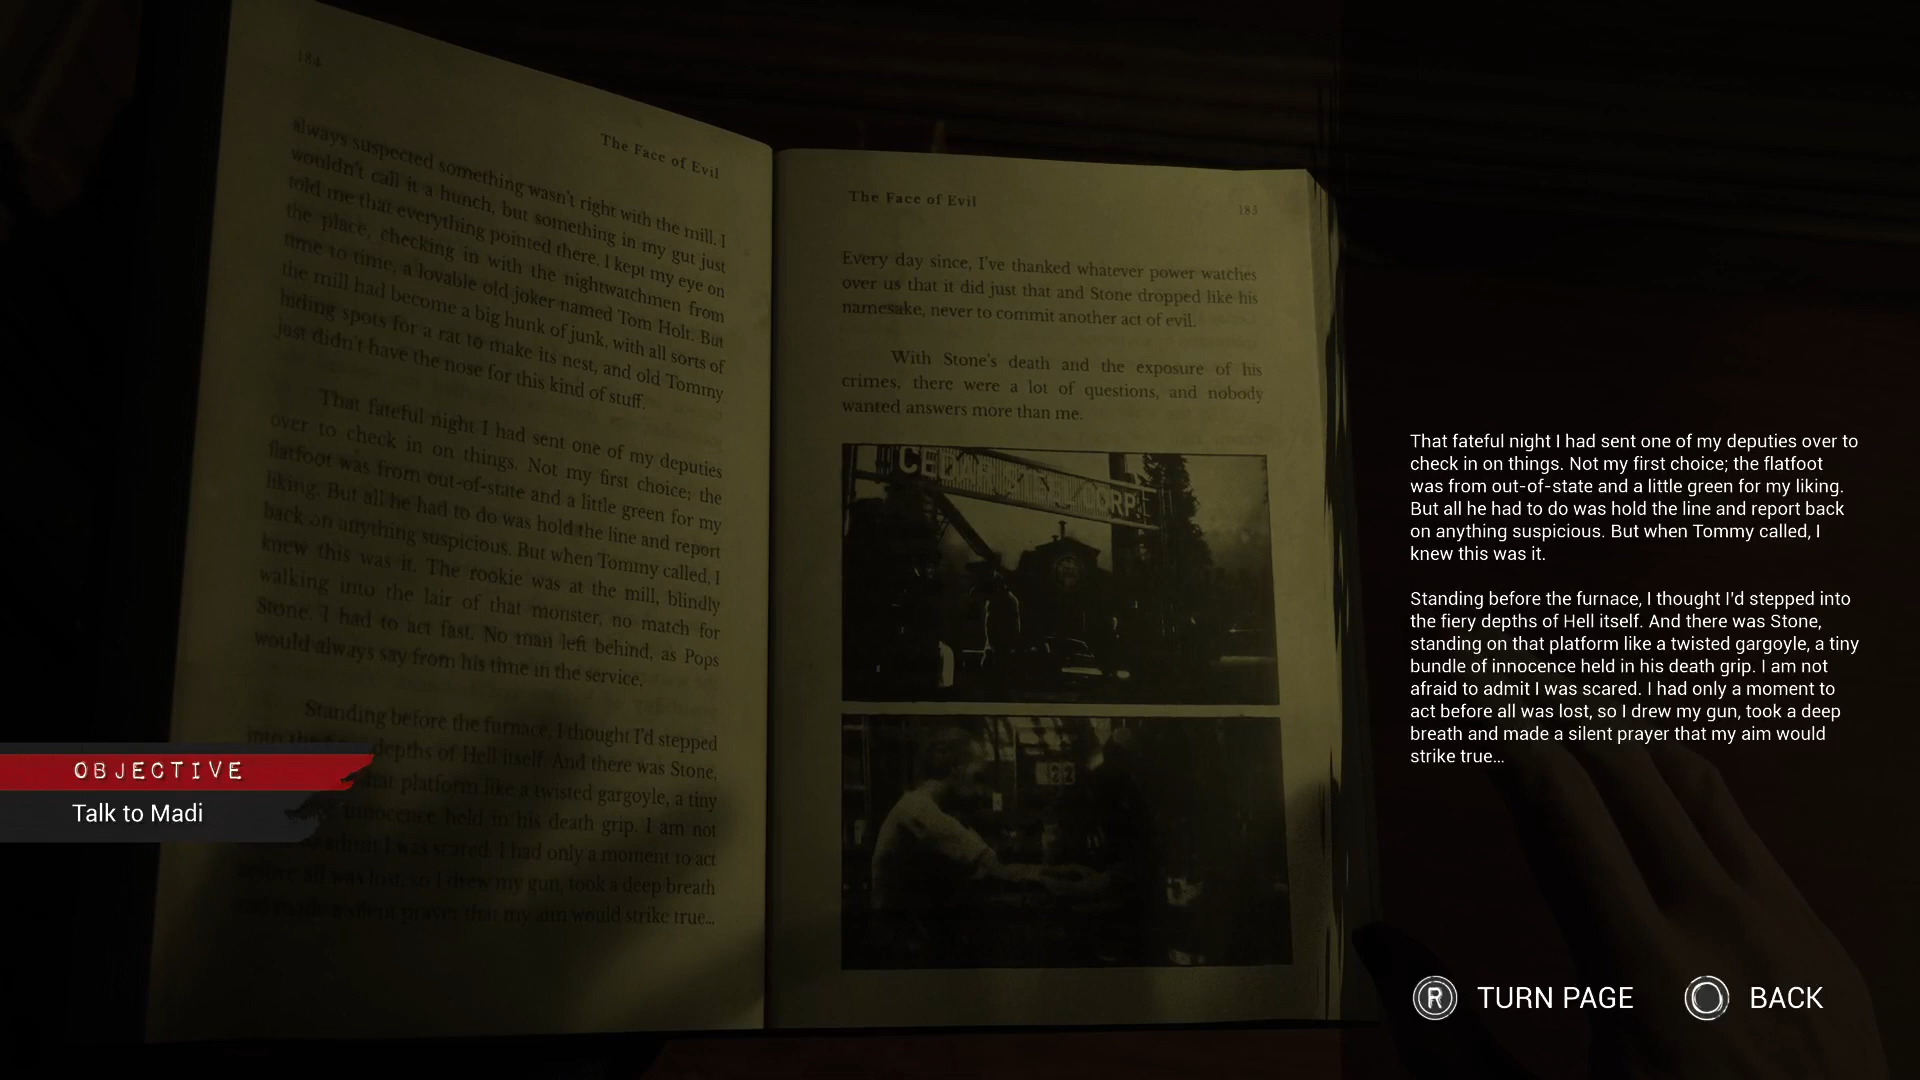 184
The Face of Evil
always suspected something wasn't right with the mill. I
wouldn't call it a hunch, but something in my gut just
told me that everything pointed there. I kept my eye on
the place, checking in with the nightwatchmen from
time to time, a lovable old joker named Tom Holt. But
the mill had become a big hunk of junk, with all sorts of
hiding spots for a rat to make its nest, and old Tommy
just didn't have the nose for this kind of stuff.
That fateful night I had sent one of my deputies
over to check in on things. Not my first choice; the
flatfoot was from out-of-state and a little green for my
liking. But all he had to do was hold the line and report
back on anything suspicious. But when Tommy called, I
knew this was it. The rookie was at the mill, blindly
walking into the lair of that monster, no match for
Stone. I had to act fast. No man left behind, as Pops
would always say from his time in the service.
Standing before the furnace, I thought I'd stepped
into the depths of Hell itself. And there was Stone,
that platform like a twisted gargoyle, a tiny
innocence held in his death grip. I am not
admit I was scared. I had only a moment to act
before all was lost, so I drew my gun, took a deep breath
and made a silent prayer that my aim would strike true...
The Face of Evil
185
Every day since, I've thanked whatever power watches
over us that it did just that and Stone dropped like his
namesake, never to commit another act of evil.
With Stone's death and the exposure of his
crimes, there were a lot of questions, and nobody
wanted answers more than me.
CEDAR STEEL CORP.
That fateful night I had sent one of my deputies over to
check in on things. Not my first choice; the flatfoot
was from out-of-state and a little green for my liking.
But all he had to do was hold the line and report back
on anything suspicious. But when Tommy called, I
knew this was it.
Standing before the furnace, I thought I'd stepped into
the fiery depths of Hell itself. And there was Stone,
standing on that platform like a twisted gargoyle, a tiny
bundle of innocence held in his death grip. I am not
afraid to admit I was scared. I had only a moment to
act before all was lost, so I drew my gun, took a deep
breath and made a silent prayer that my aim would
strike true...
OBJECTIVE
Talk to Madi
R TURN PAGE
BACK